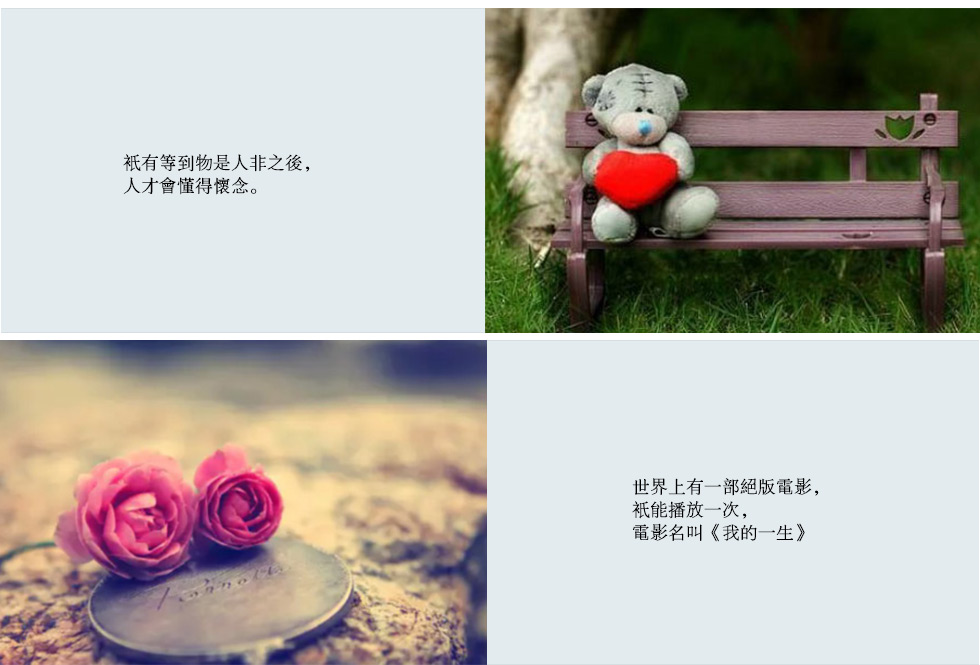 衹有等到物是人非之後，
人才會懂得懷念。
世界上有一部絕版電影，
衹能播放一次，
電影名叫《我的一生》